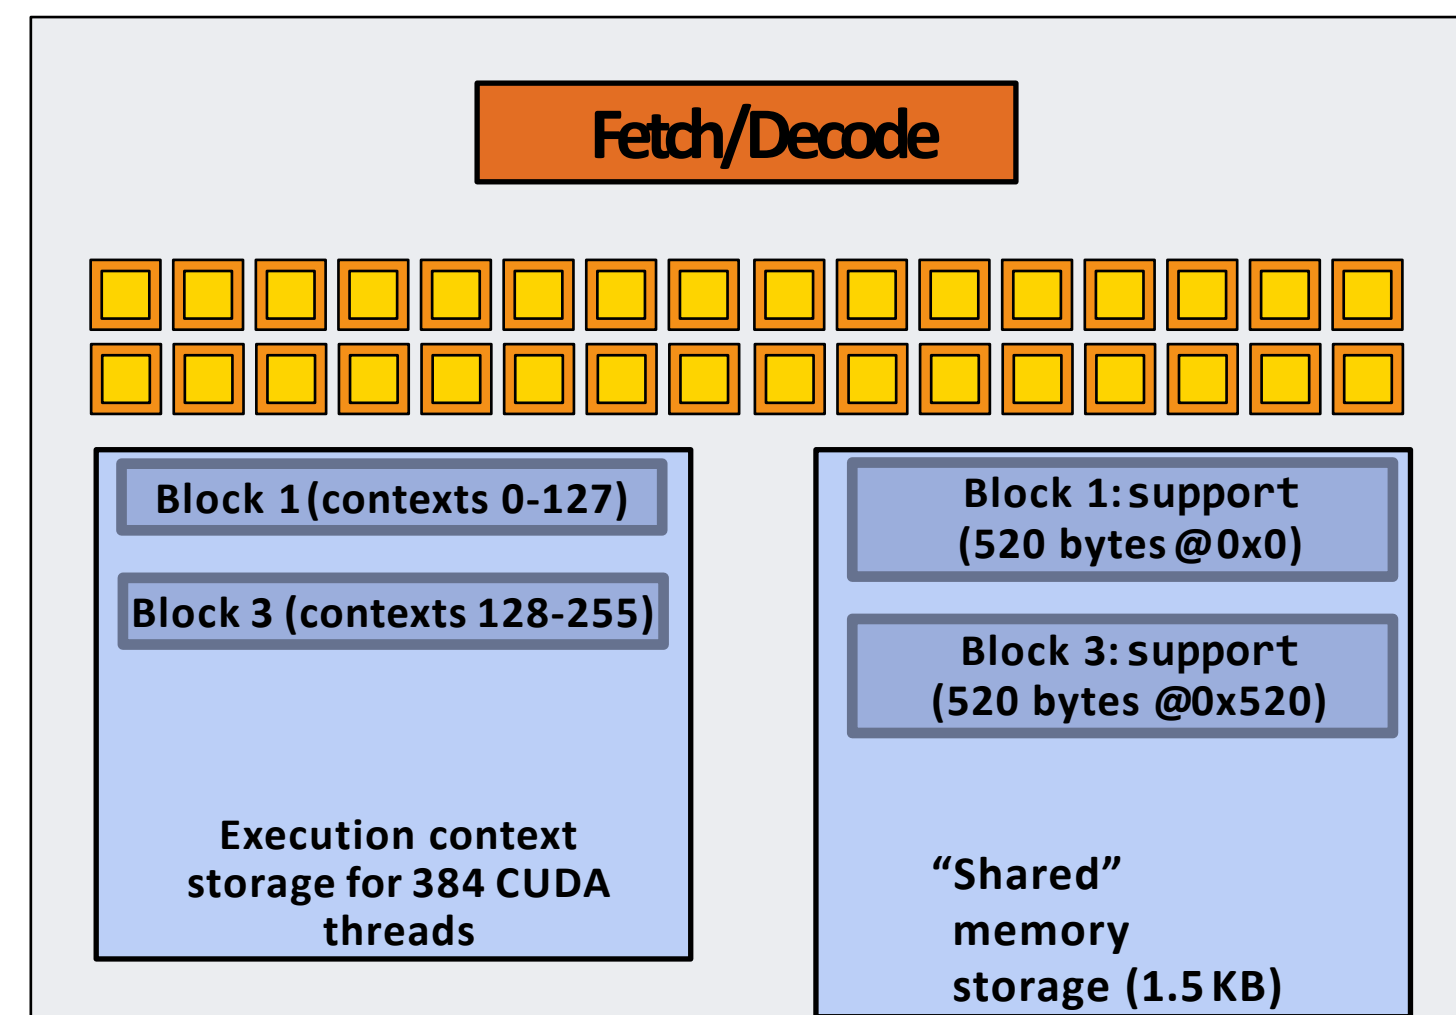 Fetch/Decode
Block 1 (contexts 0-127)
Block 3 (contexts 128-255)
Execution context
storage for 384 CUDA
threads
Block 1: support
(520 bytes @ 0x0)
Block 3: support
(520 bytes @0x520)
“Shared”
memory
storage (1.5 KB)